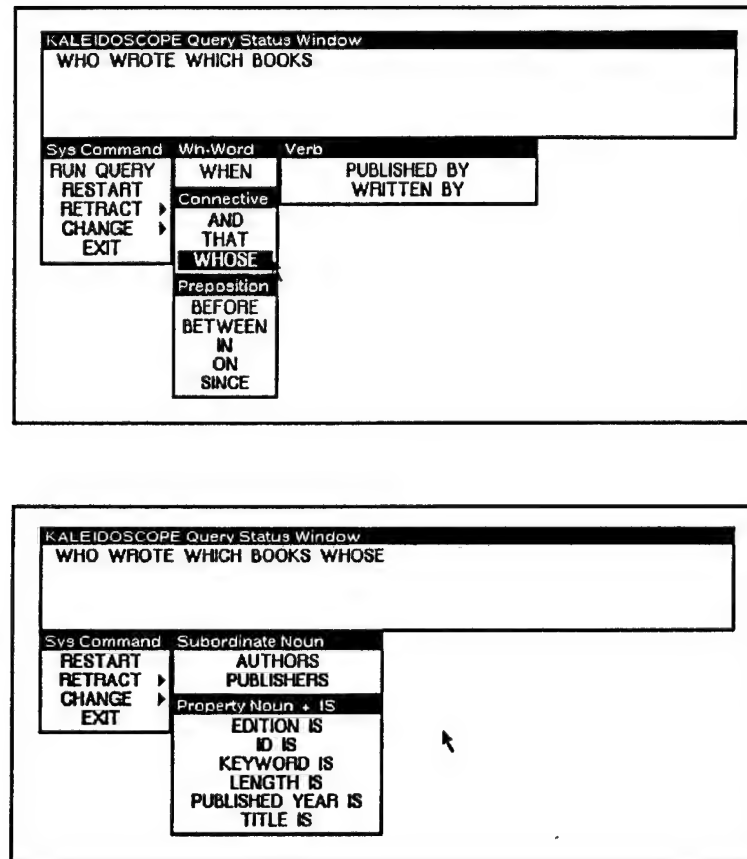 KALEIDOSCOPE Query Status Window
WHO WROTE WHICH BOOKS
Sys Command
RUN QUERY
RESTART
RETRACT
CHANGE
EXIT
Wh-Word
WHEN
Connective
AND
THAT
WHOSE
Preposition
BEFORE
BETWEEN
IN
ON
SINCE
Verb
PUBLISHED BY
WRITTEN BY
KALEIDOSCOPE Query Status Window
WHO WROTE WHICH BOOKS WHOSE
Sys Command
RESTART
RETRACT
CHANGE
EXIT
Subordinate Noun
AUTHORS
PUBLISHERS
Property Noun + IS
EDITION IS
ID IS
KEYWORD IS
LENGTH IS
PUBLISHED YEAR IS
TITLE IS